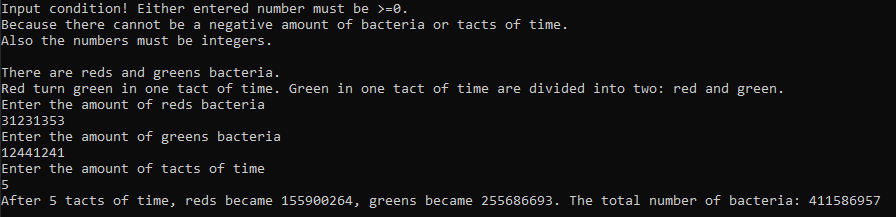 Input condition! Either entered number must be >=0.
Because there cannot be a negative amount of bacteria or tacts of time.
Also the numbers must be integers.
There are reds and greens bacteria.
Red turn green in one tact of time. Green in one tact of time are divided into two: red and green.
Enter the amount of reds bacteria
31231353
Enter the amount of greens bacteria
12441241
Enter the amount of tacts of time
5
After 5 tacts of time, reds became 155900264, greens became 255686693. The total number of bacteria: 411586957